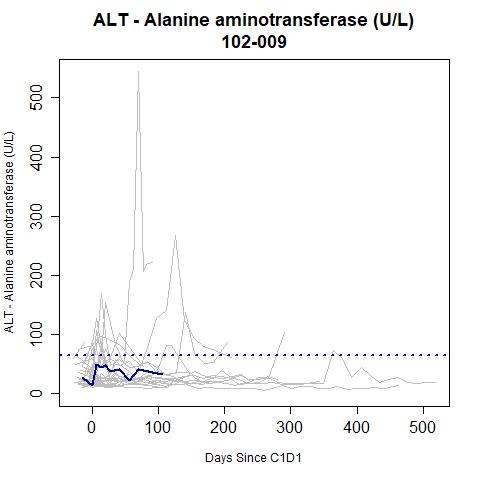 ALT - Alanine aminotransferase (U/L)
102-009
ALT - Alanine aminotransferase (U/L)
500
400
300
200
100
0
0 100 200 300 400 500
Days Since C1D1